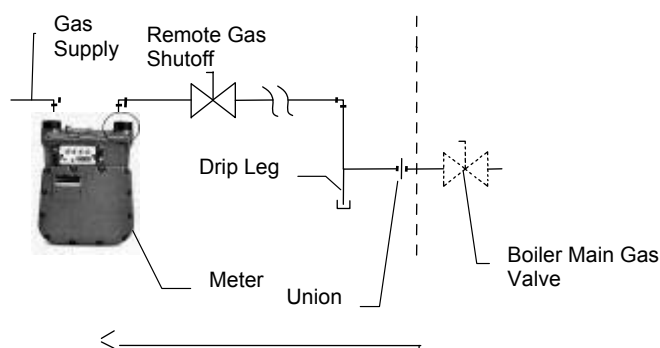 Gas
Supply
Remote Gas
Shutoff
Drip Leg
Boiler Main Gas
Valve
Meter
Union